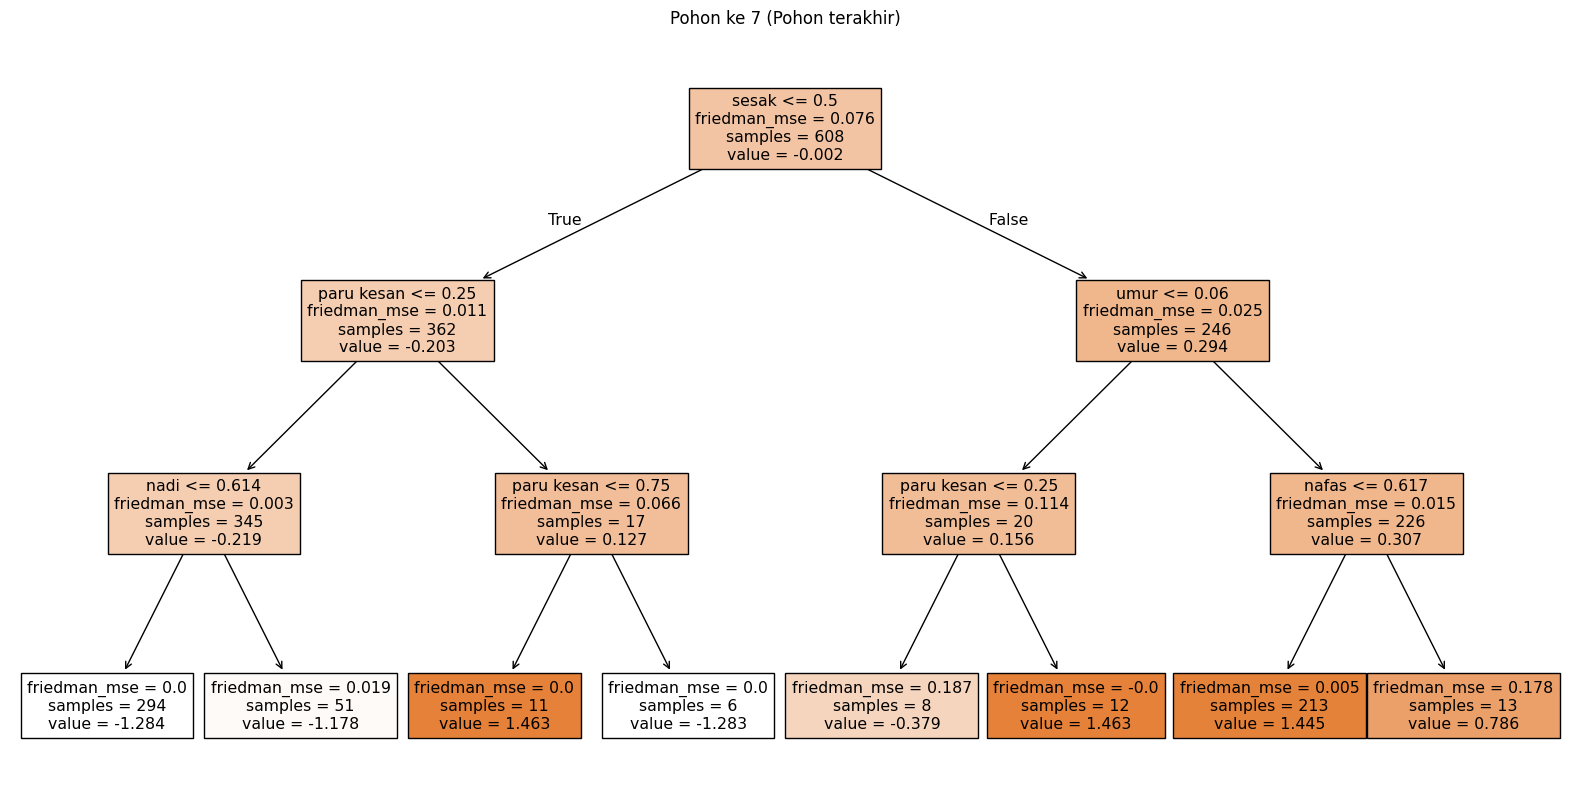 Pohon ke 7 (Pohon terakhir)
sesak <= 0.5
friedman_mse = 0.076
samples = 608
value = -0.002
True
False
paru kesan <= 0.25
friedman_mse = 0.011
samples = 362
value = -0.203
umur <= 0.06
friedman_mse = 0.025
samples = 246
value = 0.294
nadi <= 0.614
friedman_mse = 0.003
samples = 345
value = -0.219
paru kesan <= 0.75
friedman_mse = 0.066
samples = 17
value = 0.127
paru kesan <= 0.25
friedman_mse = 0.114
samples = 20
value = 0.156
nafas <= 0.617
friedman_mse = 0.015
samples = 226
value = 0.307
friedman_mse = 0.0
samples = 294
value = -1.284
friedman_mse = 0.019
samples = 51
value = -1.178
friedman_mse = 0.0
samples = 11
value = 1.463
friedman_mse = 0.0
samples = 6
value = -1.283
friedman_mse = 0.187
samples = 8
value = -0.379
friedman_mse = -0.0
samples = 12
value = 1.463
friedman_mse = 0.005
samples = 213
value = 1.445
friedman_mse = 0.178
samples = 13
value = 0.786